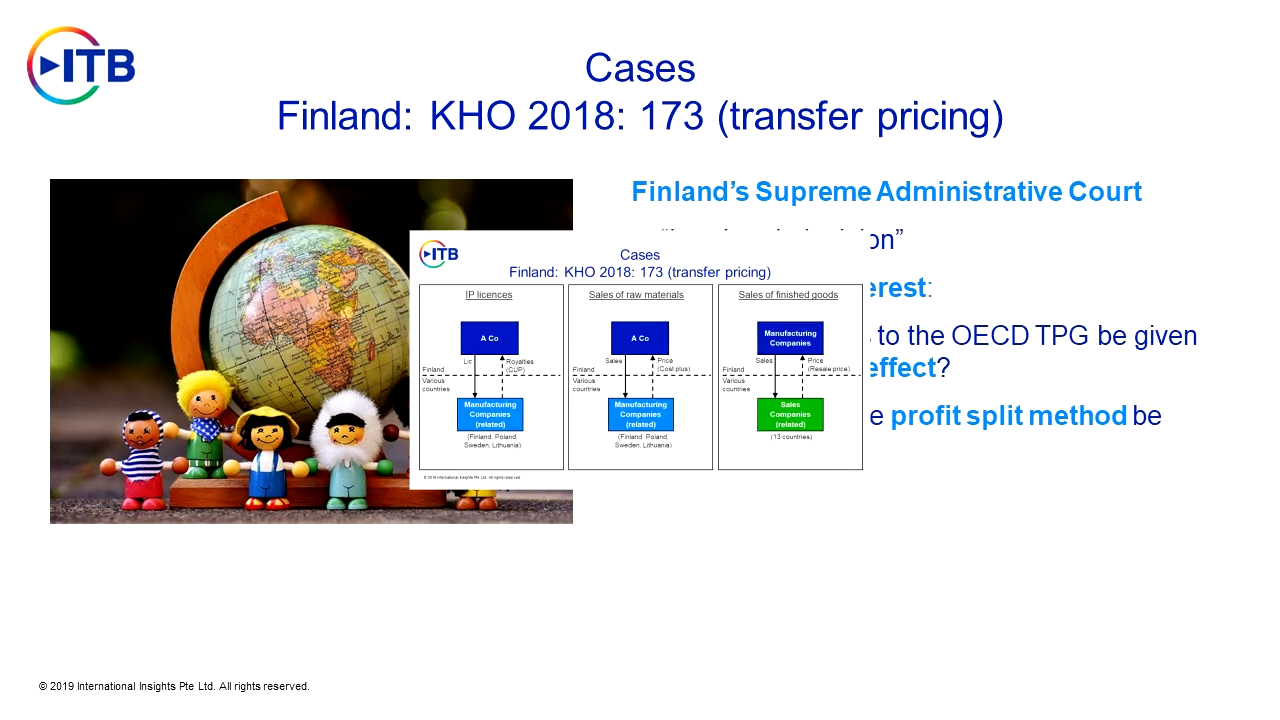 ITB
Cases
Finland: KHO 2018: 173 (transfer pricing)
Finland’s Supreme Administrative Court
on”
erest:
to the OECD TPG be given
effect?
e profit split method be
ITB
Cases
Finland: KHO 2018: 173 (transfer pricing)
IP licences
A Co
Lic
Royalties
(CUP)
Finland
Various
countries
Manufacturing
Companies
(related)
(Finland, Poland,
Sweden, Lithuania)
Sales of raw materials
A Co
Sales
Price
(Cost plus)
Finland
Various
countries
Manufacturing
Companies
(related)
(Finland, Poland,
Sweden, Lithuania)
Sales of finished goods
Manufacturing
Companies
Sales
Price
(Resale price)
Finland
Various
countries
Sales
Companies
(related)
(13 countries)
© 2019 International Insights Pte Ltd. All rights reserved.
© 2019 International Insights Pte Ltd. All rights reserved.